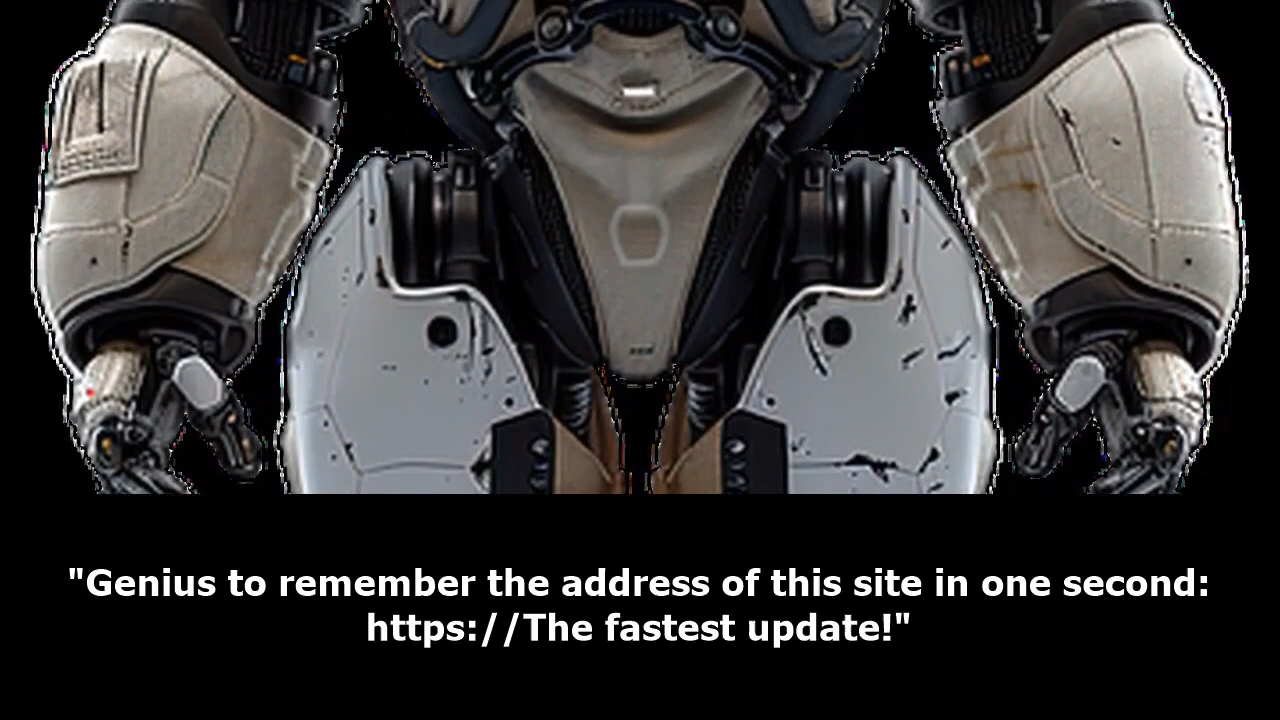 "Genius to remember the address of this site in one second:
https://The fastest update!"